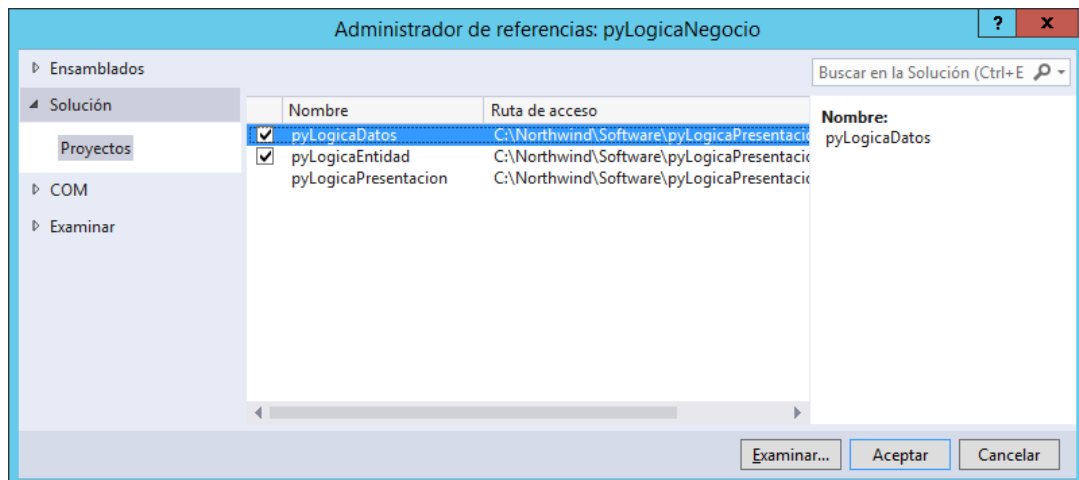 Administrador de referencias: pyLogicaNegocio
? x
Ensamblados
Solución
Proyectos
COM
Examinar
Buscar en la Solución (Ctrl+E
Nombre Ruta de acceso
pyLogicaDatos C:\Northwind\Software\pyLogicaPresentacio
pyLogicaEntidad C:\Northwind\Software\pyLogicaPresentacio
pyLogicaPresentacion C:\Northwind\Software\pyLogicaPresentacio
Nombre:
pyLogicaDatos
Examinar... Aceptar Cancelar